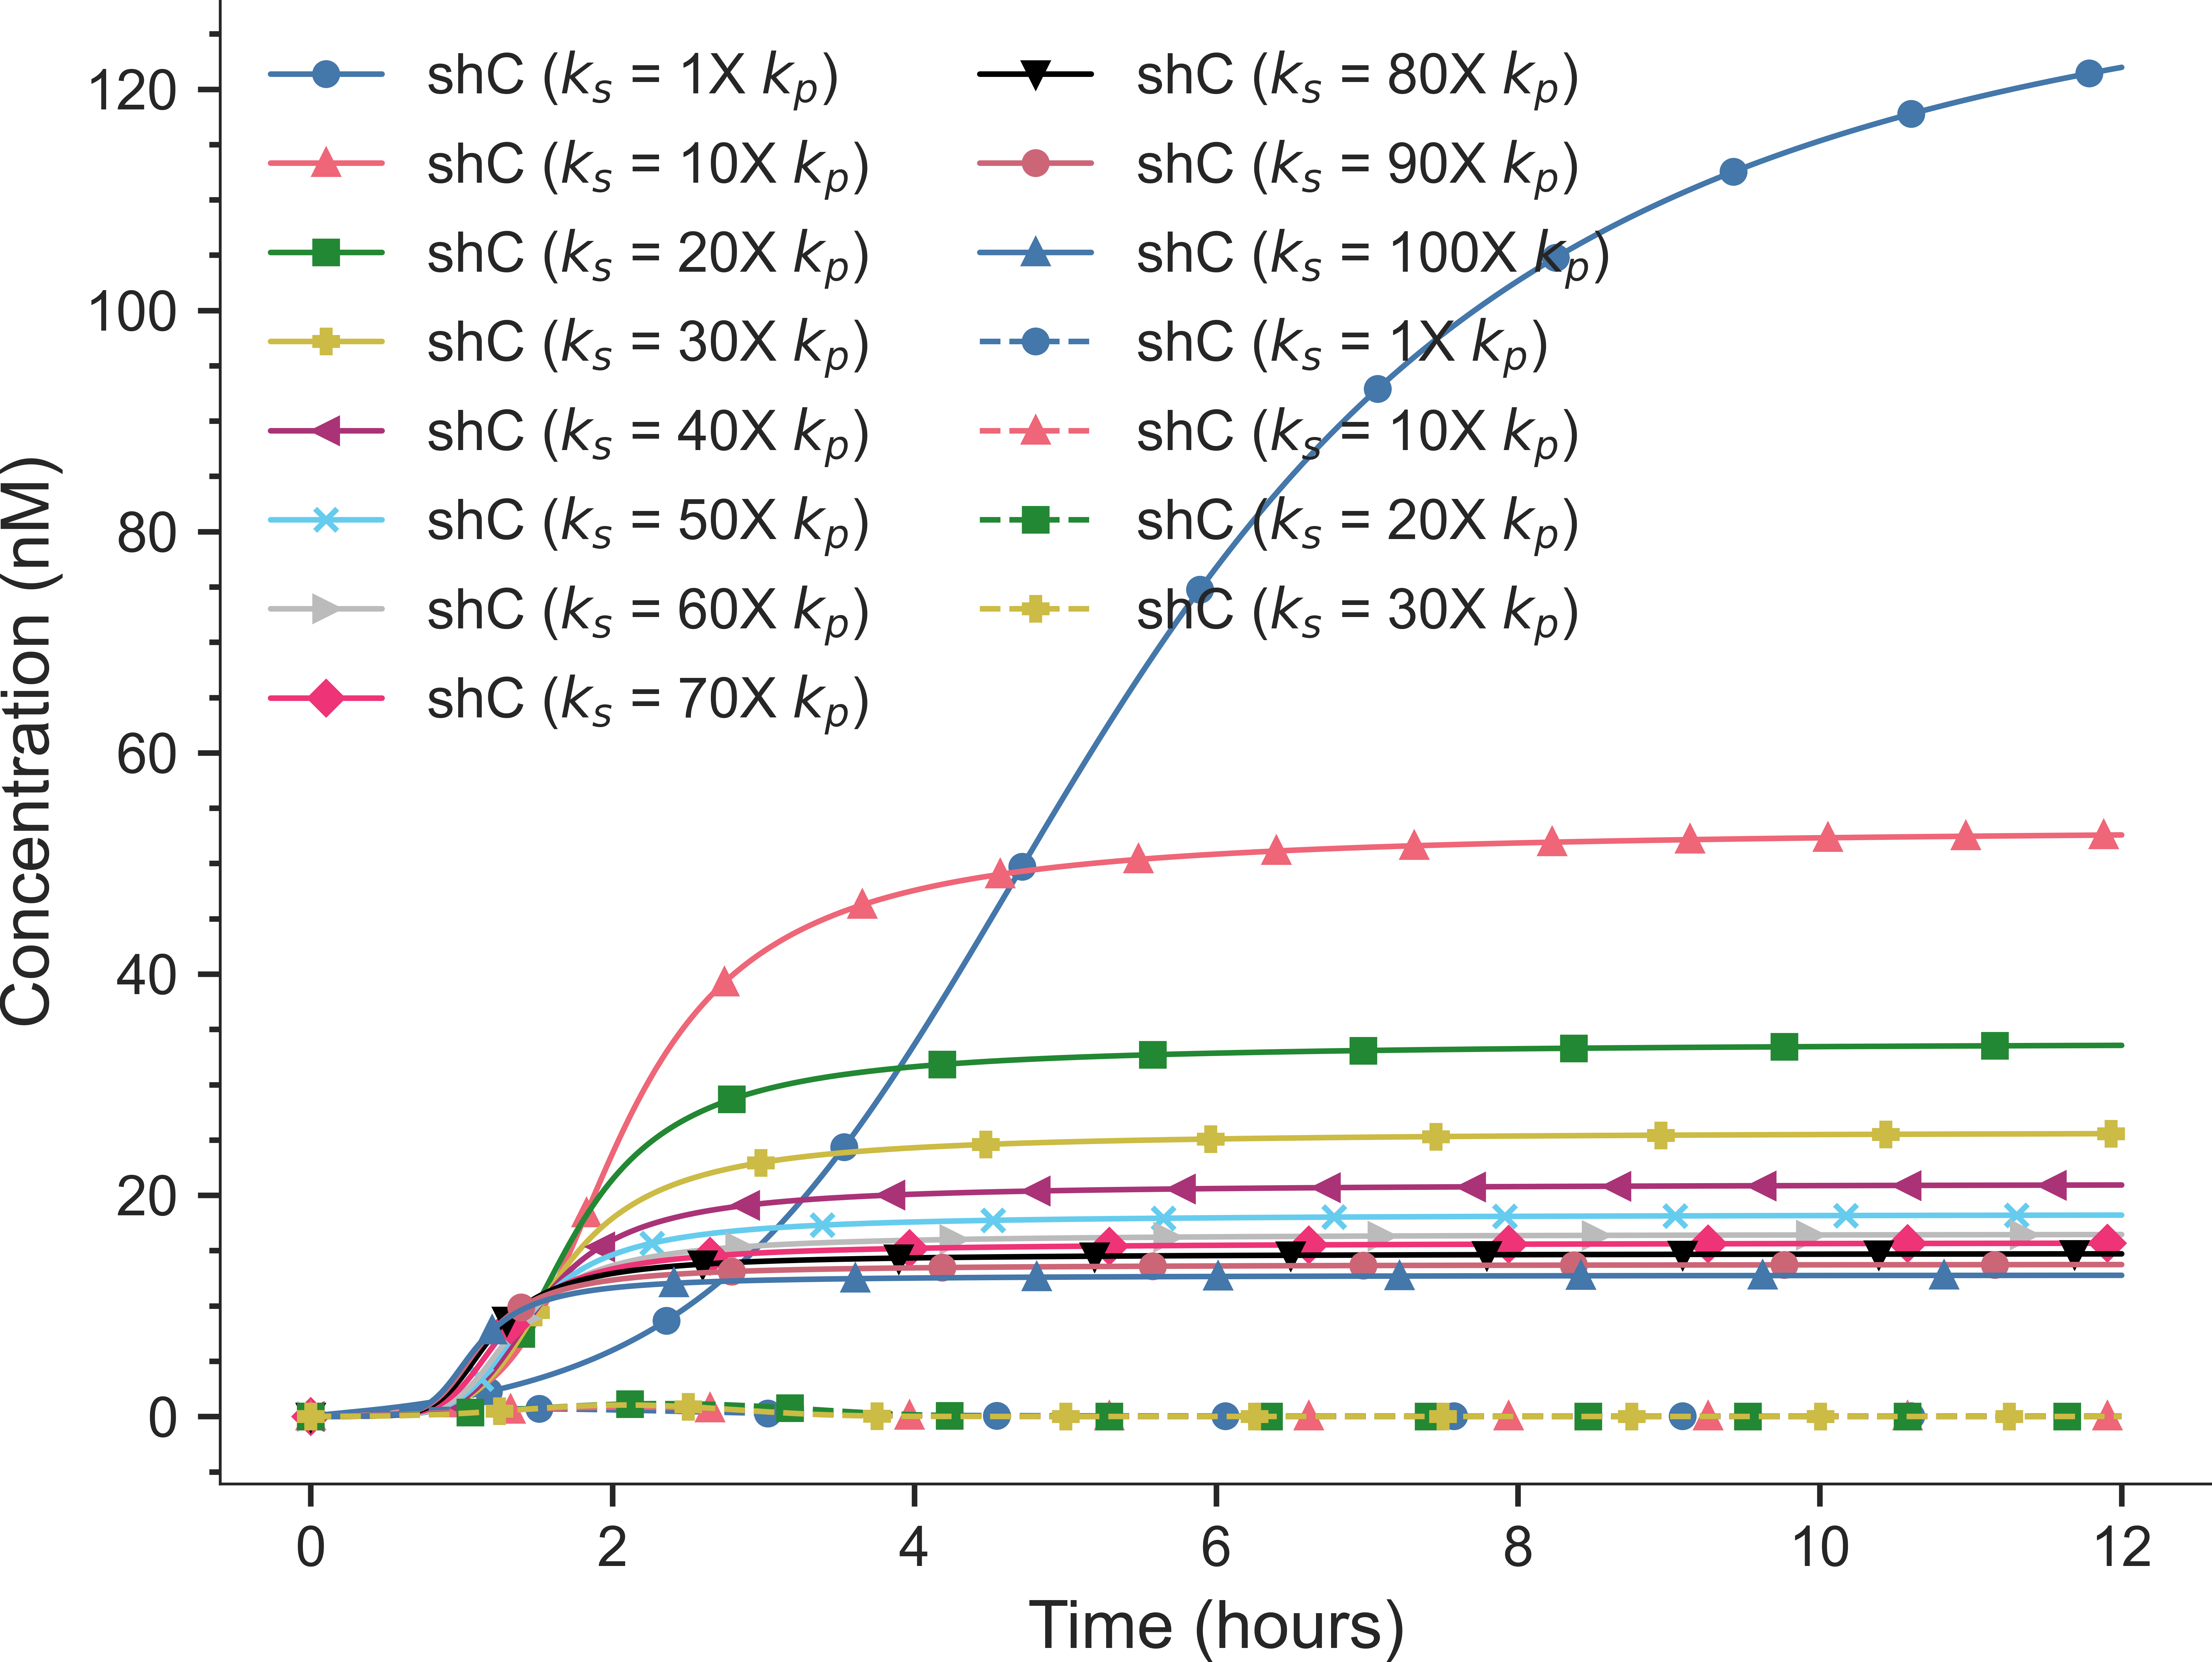 shC (kₛ = 1X kₚ)
shC (kₛ = 10X kₚ)
shC (kₛ = 20X kₚ)
shC (kₛ = 30X kₚ)
shC (kₛ = 40X kₚ)
shC (kₛ = 50X kₚ)
shC (kₛ = 60X kₚ)
shC (kₛ = 70X kₚ)
shC (kₛ = 80X kₚ)
shC (kₛ = 90X kₚ)
shC (kₛ = 100X kₚ)
shC (kₛ = 1X kₚ)
shC (kₛ = 10X kₚ)
shC (kₛ = 20X kₚ)
shC (kₛ = 30X kₚ)
Concentration (nM)
120
100
80
60
40
20
0
0 2 4 6 8 10 12
Time (hours)